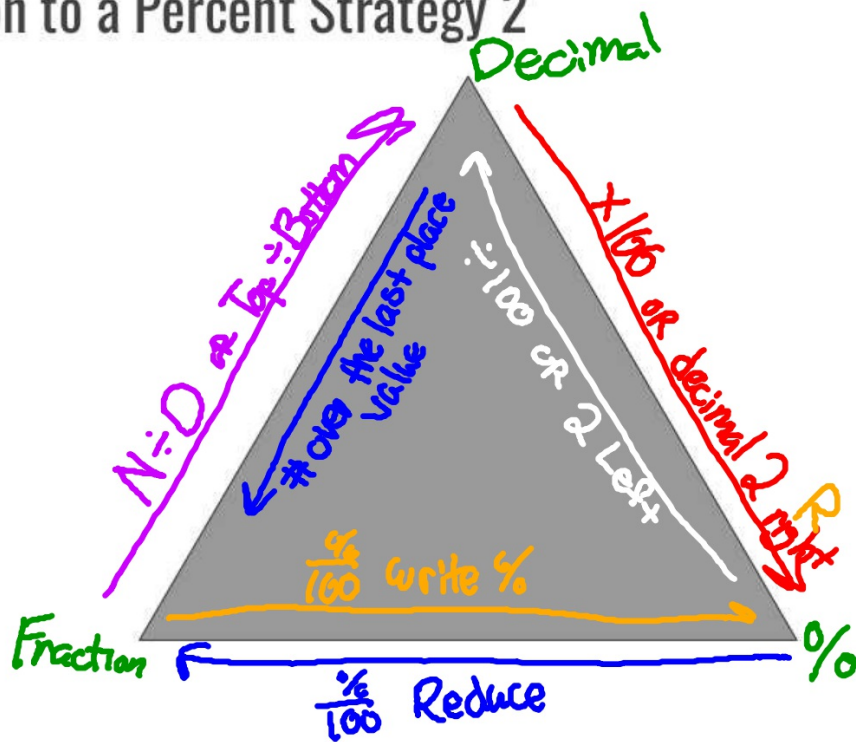 on to a Percent Strategy 2
Decimal
N÷D OR Top÷Bottom
# over the last place
value
÷100 OR 2 Left
x100 OR decimal 2 right
R
%
100 write %
Fraction
%
%
100 Reduce